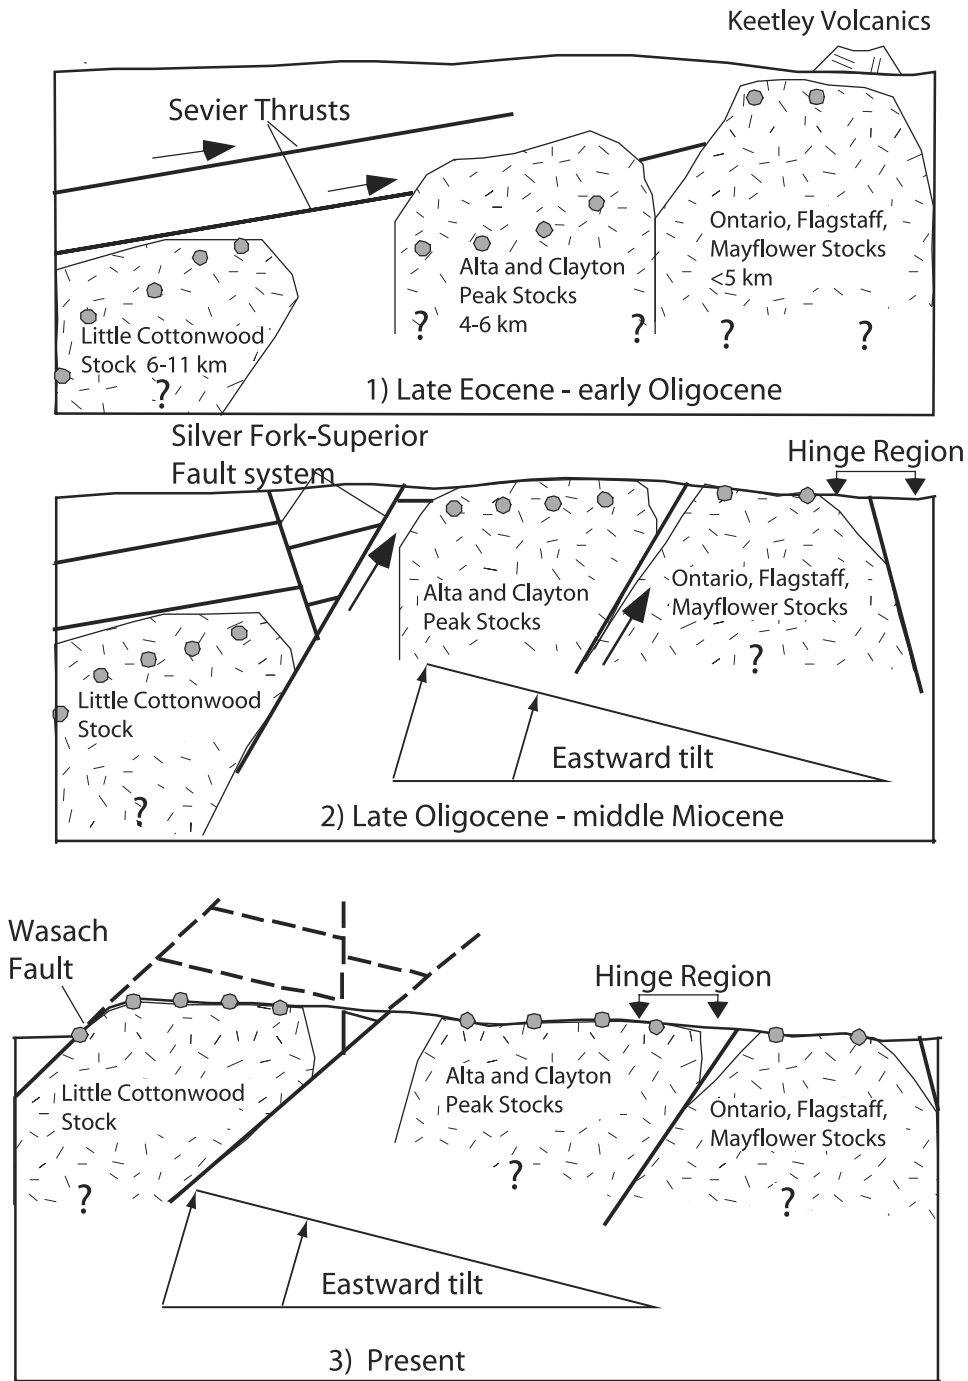 Keetley Volcanics
Sevier Thrusts
Ontario, Flagstaff,
Mayflower Stocks
<5 km
Alta and Clayton
Peak Stocks
4-6 km
Little Cottonwood
Stock 6-11 km
?
?
?
?
?
1) Late Eocene - early Oligocene
Silver Fork-Superior
Fault system
Hinge Region
Alta and Clayton
Peak Stocks
Ontario, Flagstaff,
Mayflower Stocks
?
Little Cottonwood
Stock
?
Eastward tilt
2) Late Oligocene - middle Miocene
Wasach
Fault
Hinge Region
Little Cottonwood
Stock
?
Alta and Clayton
Peak Stocks
?
Ontario, Flagstaff,
Mayflower Stocks
?
Eastward tilt
3) Present